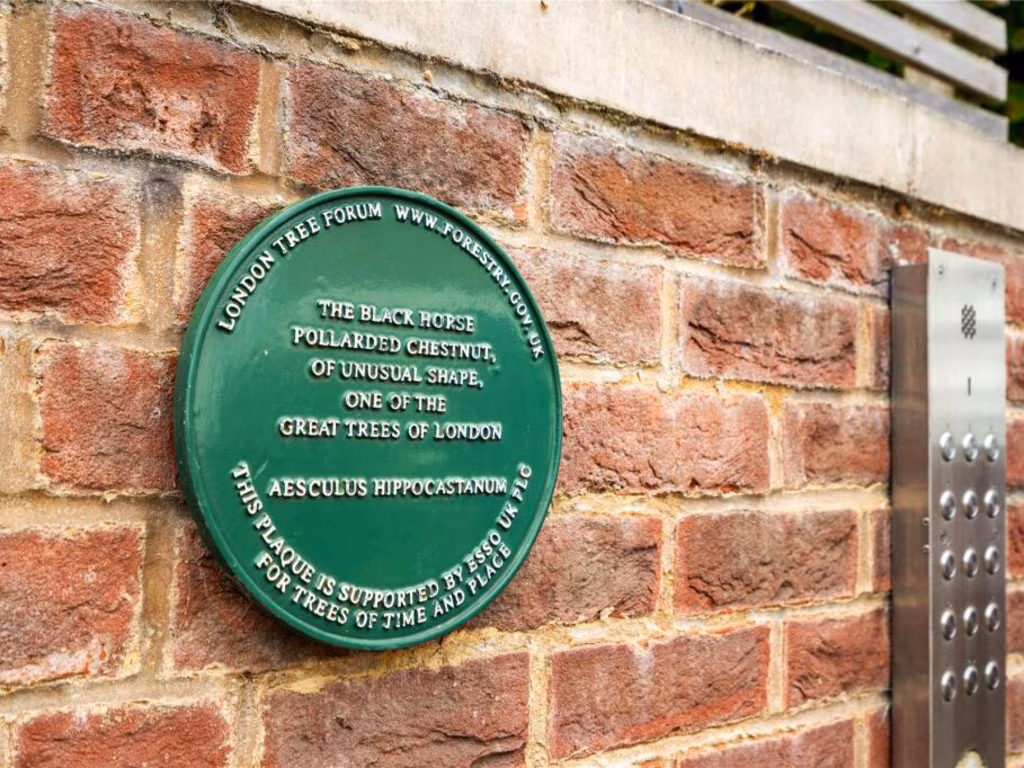 LONDON TREE FORUM WWW.FORESTRY.GOV.UK
THE BLACK HORSE
POLLARDED CHESTNUT,
OF UNUSUAL SHAPE,
ONE OF THE
GREAT TREES OF LONDON
AESCULUS HIPPOCASTANUM
THIS PLAQUE IS SUPPORTED BY ESSO UK PLC
FOR TREES OF TIME AND PLACE